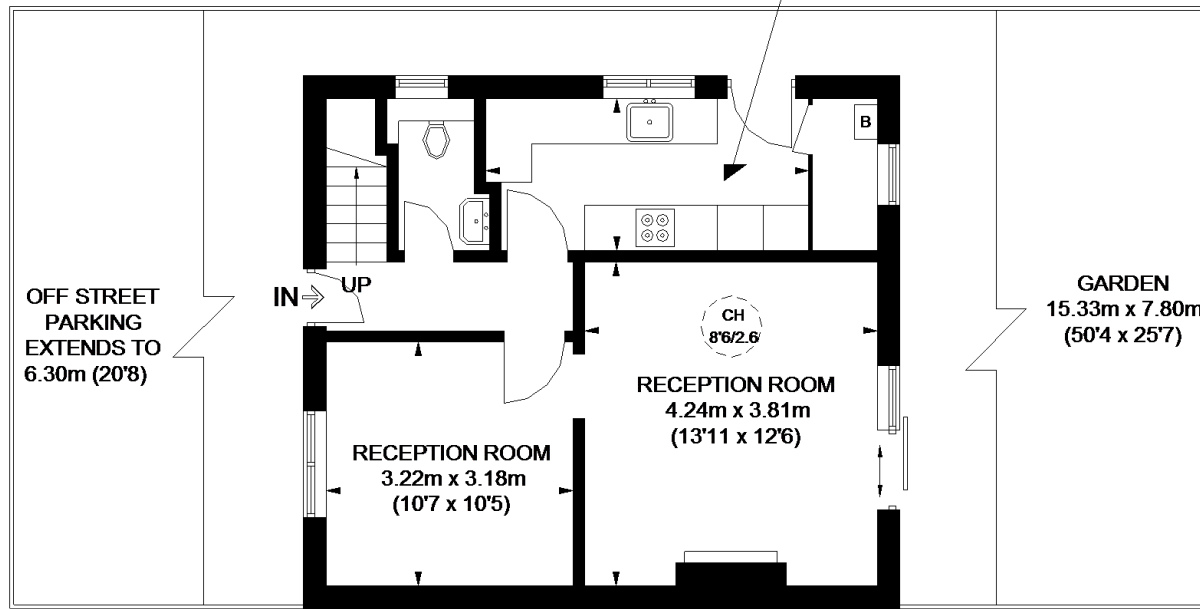 B
IN
UP
OFF STREET
PARKING
EXTENDS TO
6.30m (20'8)
CH
8'6/2.6
RECEPTION ROOM
4.24m x 3.81m
(13'11 x 12'6)
GARDEN
15.33m x 7.80m
(50'4 x 25'7)
RECEPTION ROOM
3.22m x 3.18m
(10'7 x 10'5)